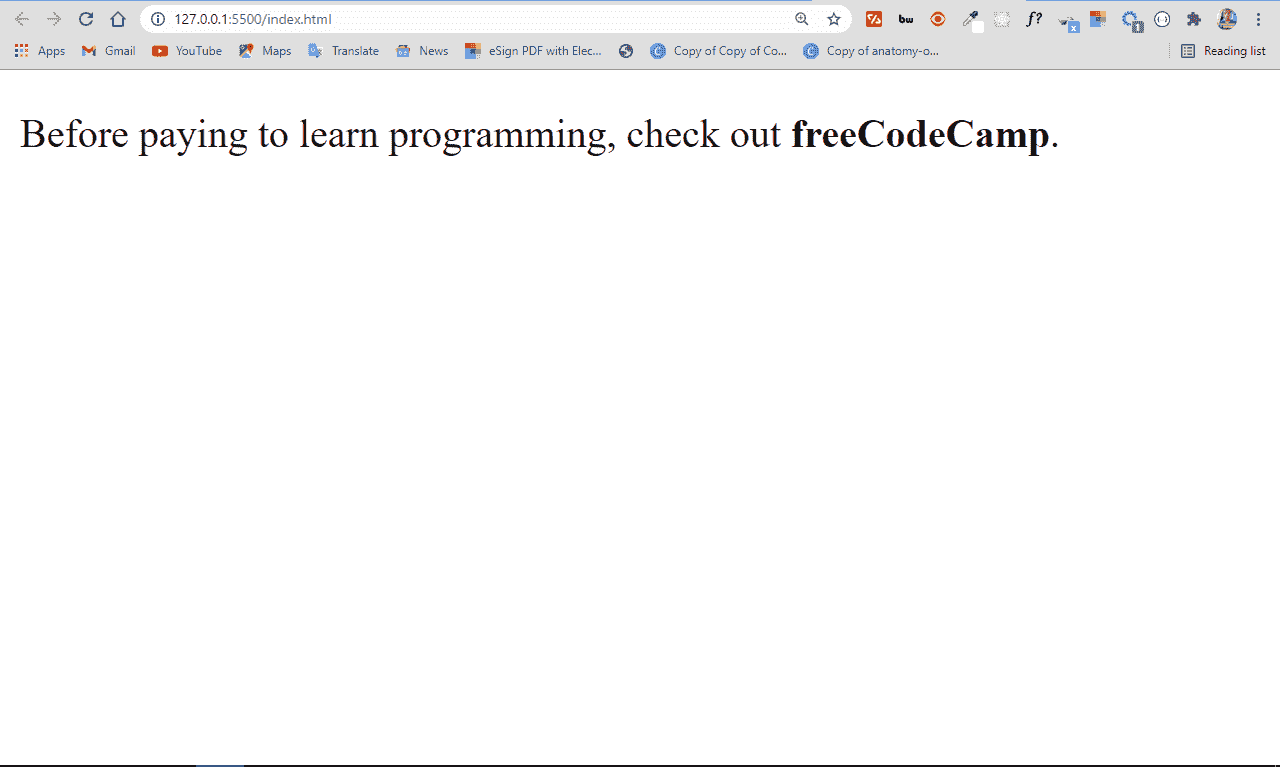 127.0.0.1:5500/index.html bw f?
Apps Gmail YouTube Maps Translate News eSign PDF with Elec... Copy of Copy of Co... Copy of anatomy-o... Reading list
Before paying to learn programming, check out freeCodeCamp.